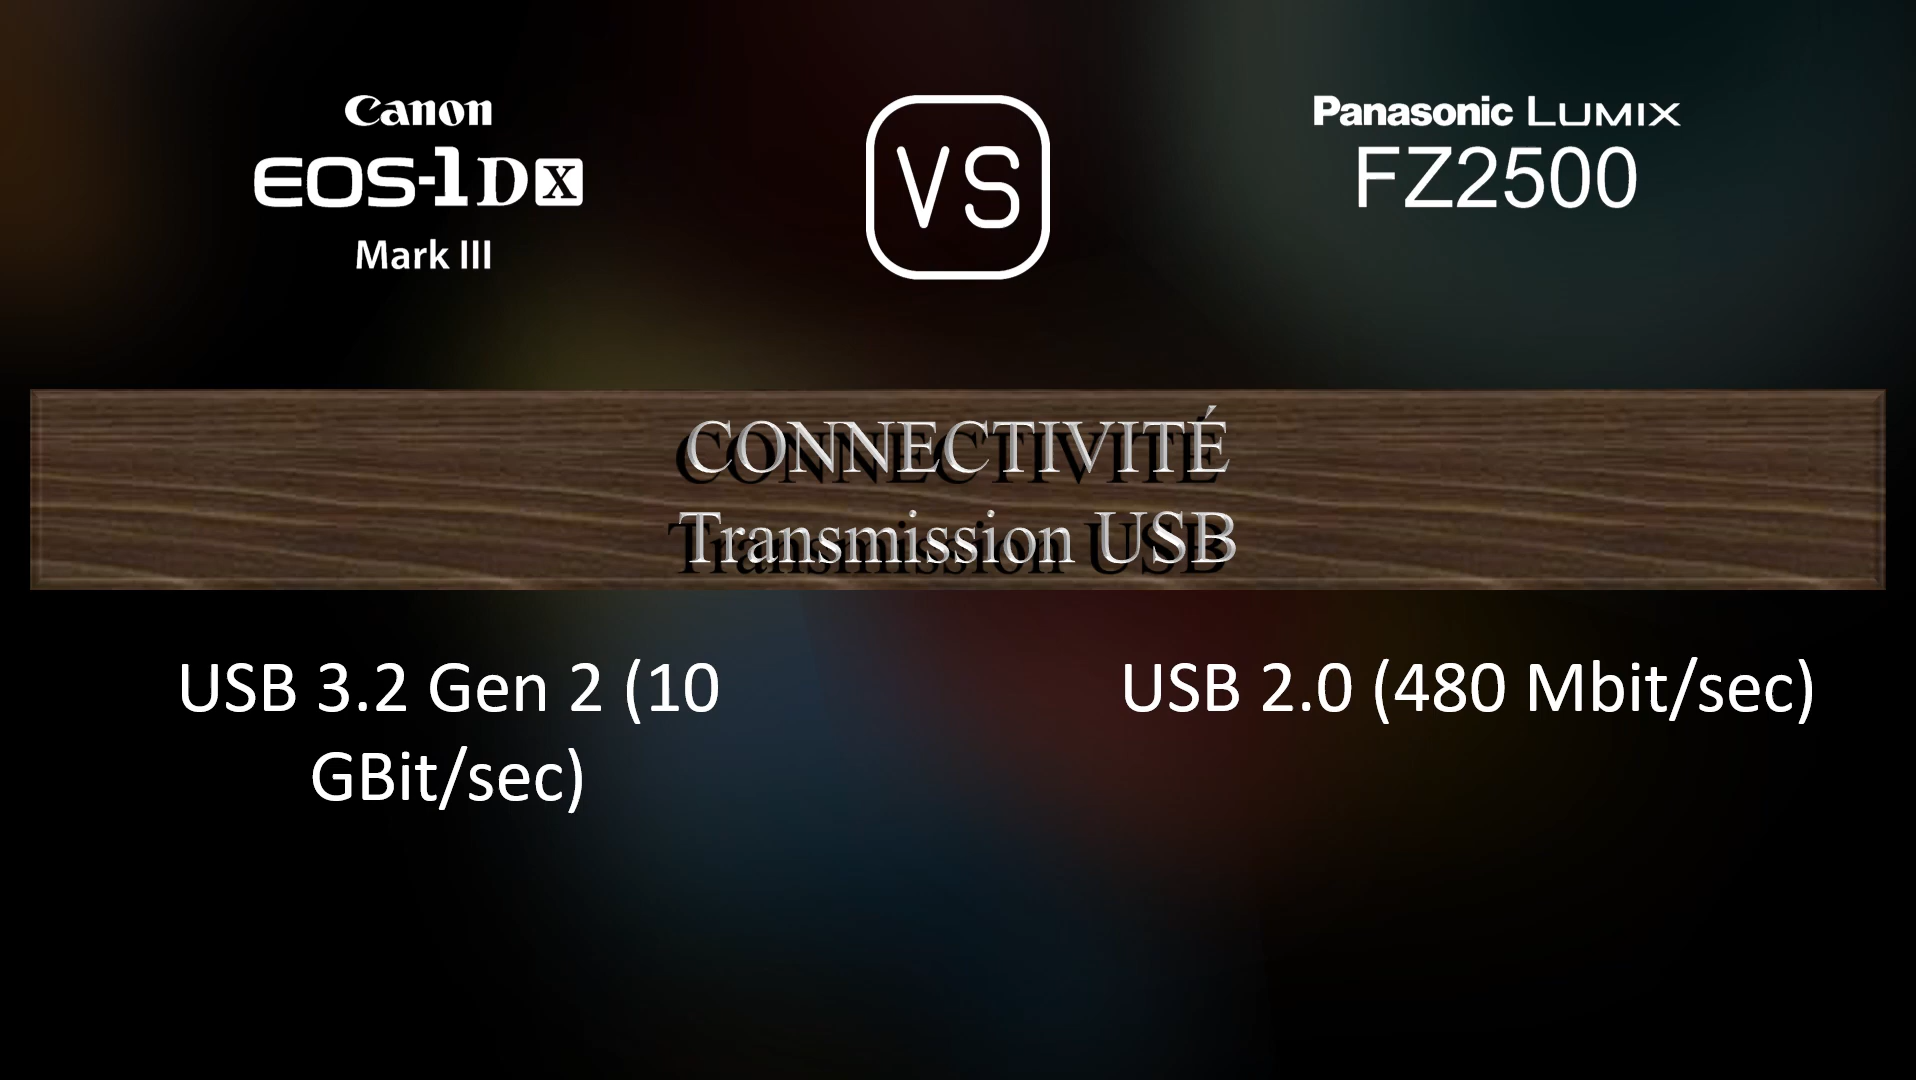 Canon
EOS-1D X
Mark III
VS
Panasonic LUMIX
FZ2500
CONNECTIVITÉ
Transmission USB
USB 3.2 Gen 2 (10
GBit/sec)
USB 2.0 (480 Mbit/sec)